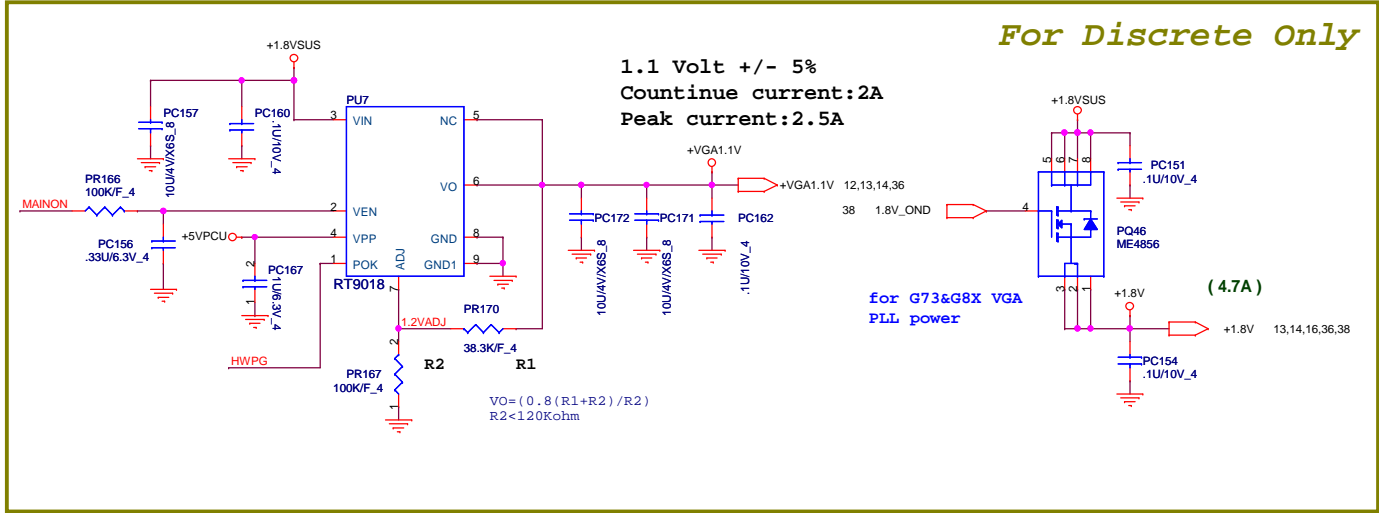 For Discrete Only
+1.8VSUS
1.1 Volt +/- 5%
Countinue current:2A
Peak current:2.5A
PC157
10U/4V/X6S_8
PC160
.1U/10V_4
PU7
3 VIN
NC 5
VO 6
2 VEN
4 VPP
GND 8
1 POK
GND1 9
ADJ
7
RT9018
PR166
100K/F_4
MAINON
PC156
.33U/6.3V_4
+5VPCU
2
PC167
1U/6.3V_4
1
HWPG
1.2VADJ
PR170
38.3K/F_4
R2
R1
2
PR167
100K/F_4
1
VO=(0.8(R1+R2)/R2)
R2<120Kohm
+VGA1.1V
+VGA1.1V 12,13,14,36
PC172
10U/4V/X6S_8
PC171
10U/4V/X6S_8
PC162
.1U/10V_4
+1.8VSUS
5 6 7 8
PC151
.1U/10V_4
38 1.8V_OND
4
PQ46
ME4856
3 2 1
for G73&G8X VGA
PLL power
+1.8V
(4.7A)
+1.8V 13,14,16,36,38
PC154
.1U/10V_4